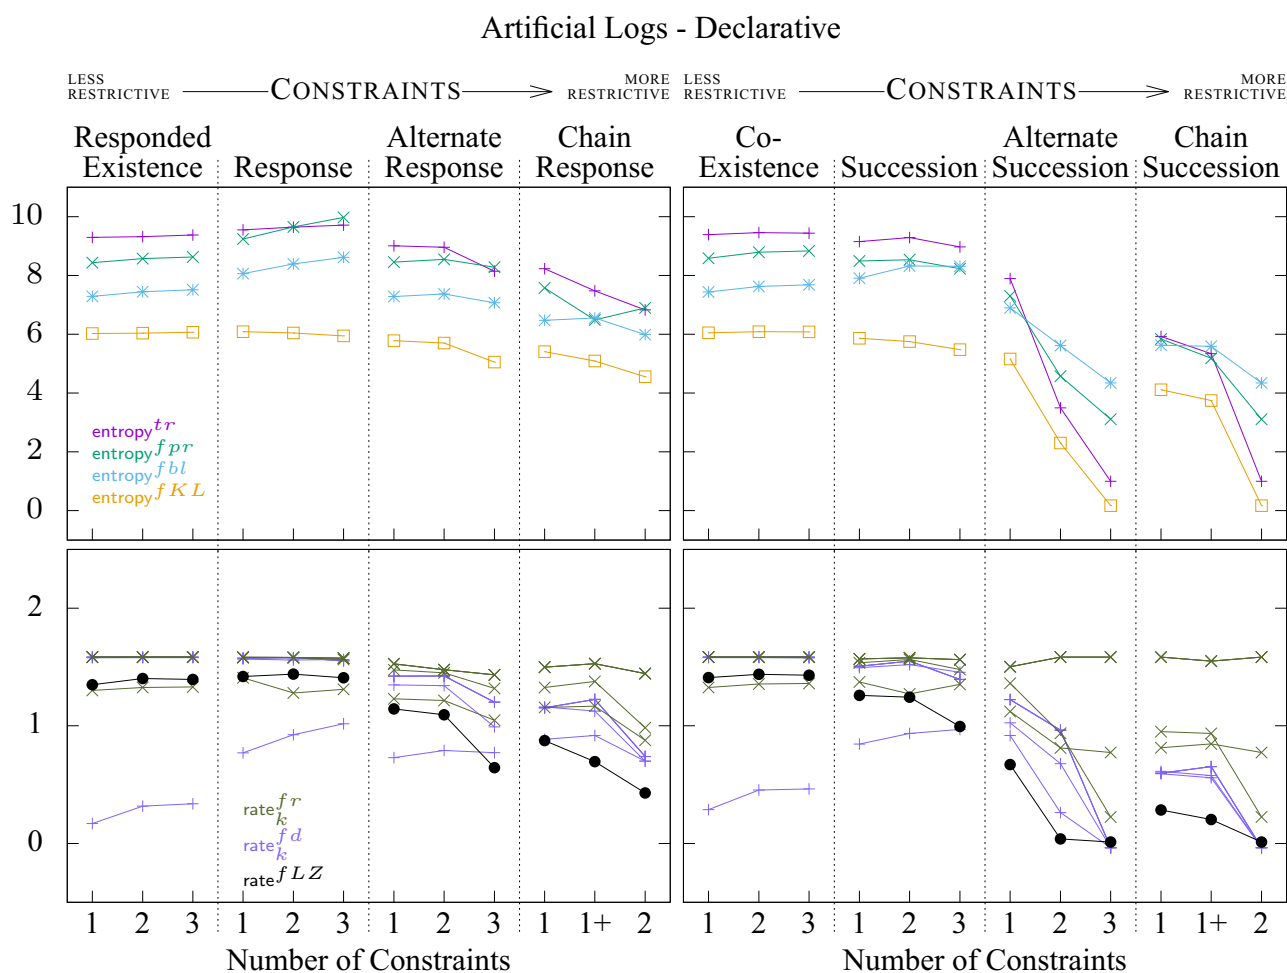 Artificial Logs - Declarative
LESS RESTRICTIVE CONSTRAINTS MORE RESTRICTIVE
LESS RESTRICTIVE CONSTRAINTS MORE RESTRICTIVE
Responded Existence
Response
Alternate Response
Chain Response
Co-Existence
Succession
Alternate Succession
Chain Succession
10
8
6
4
2
0
entropy^tr
entropy^fpr
entropy^fbl
entropy^fKL
2
1
0
rate_k^fr
rate_k^fd
rate^fLZ
1 2 3 1 2 3 1 2 3 1 1+ 2
1 2 3 1 2 3 1 2 3 1 1+ 2
Number of Constraints
Number of Constraints